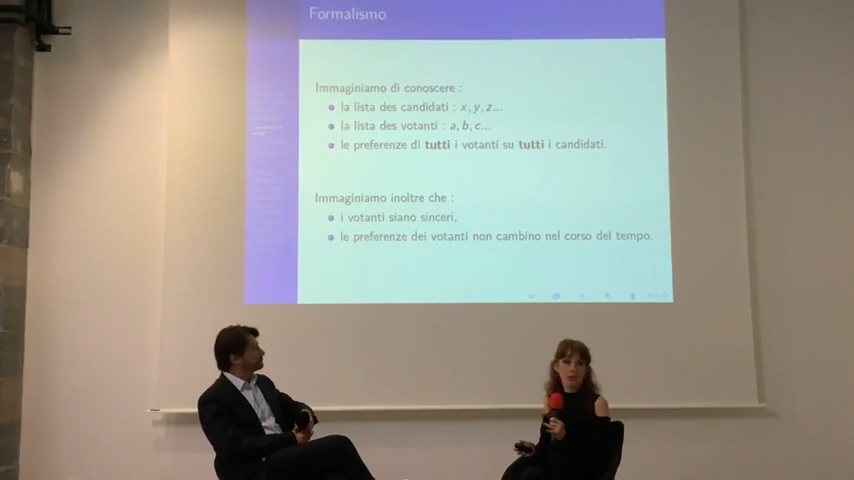 Formalismo
Immaginiamo di conoscere :
la lista des candidati : x, y, z...
la lista des votanti : a, b, c...
le preferenze di tutti i votanti su tutti i candidati.
Immaginiamo inoltre che :
i votanti siano sinceri,
le preferenze dei votanti non cambino nel corso del tempo.